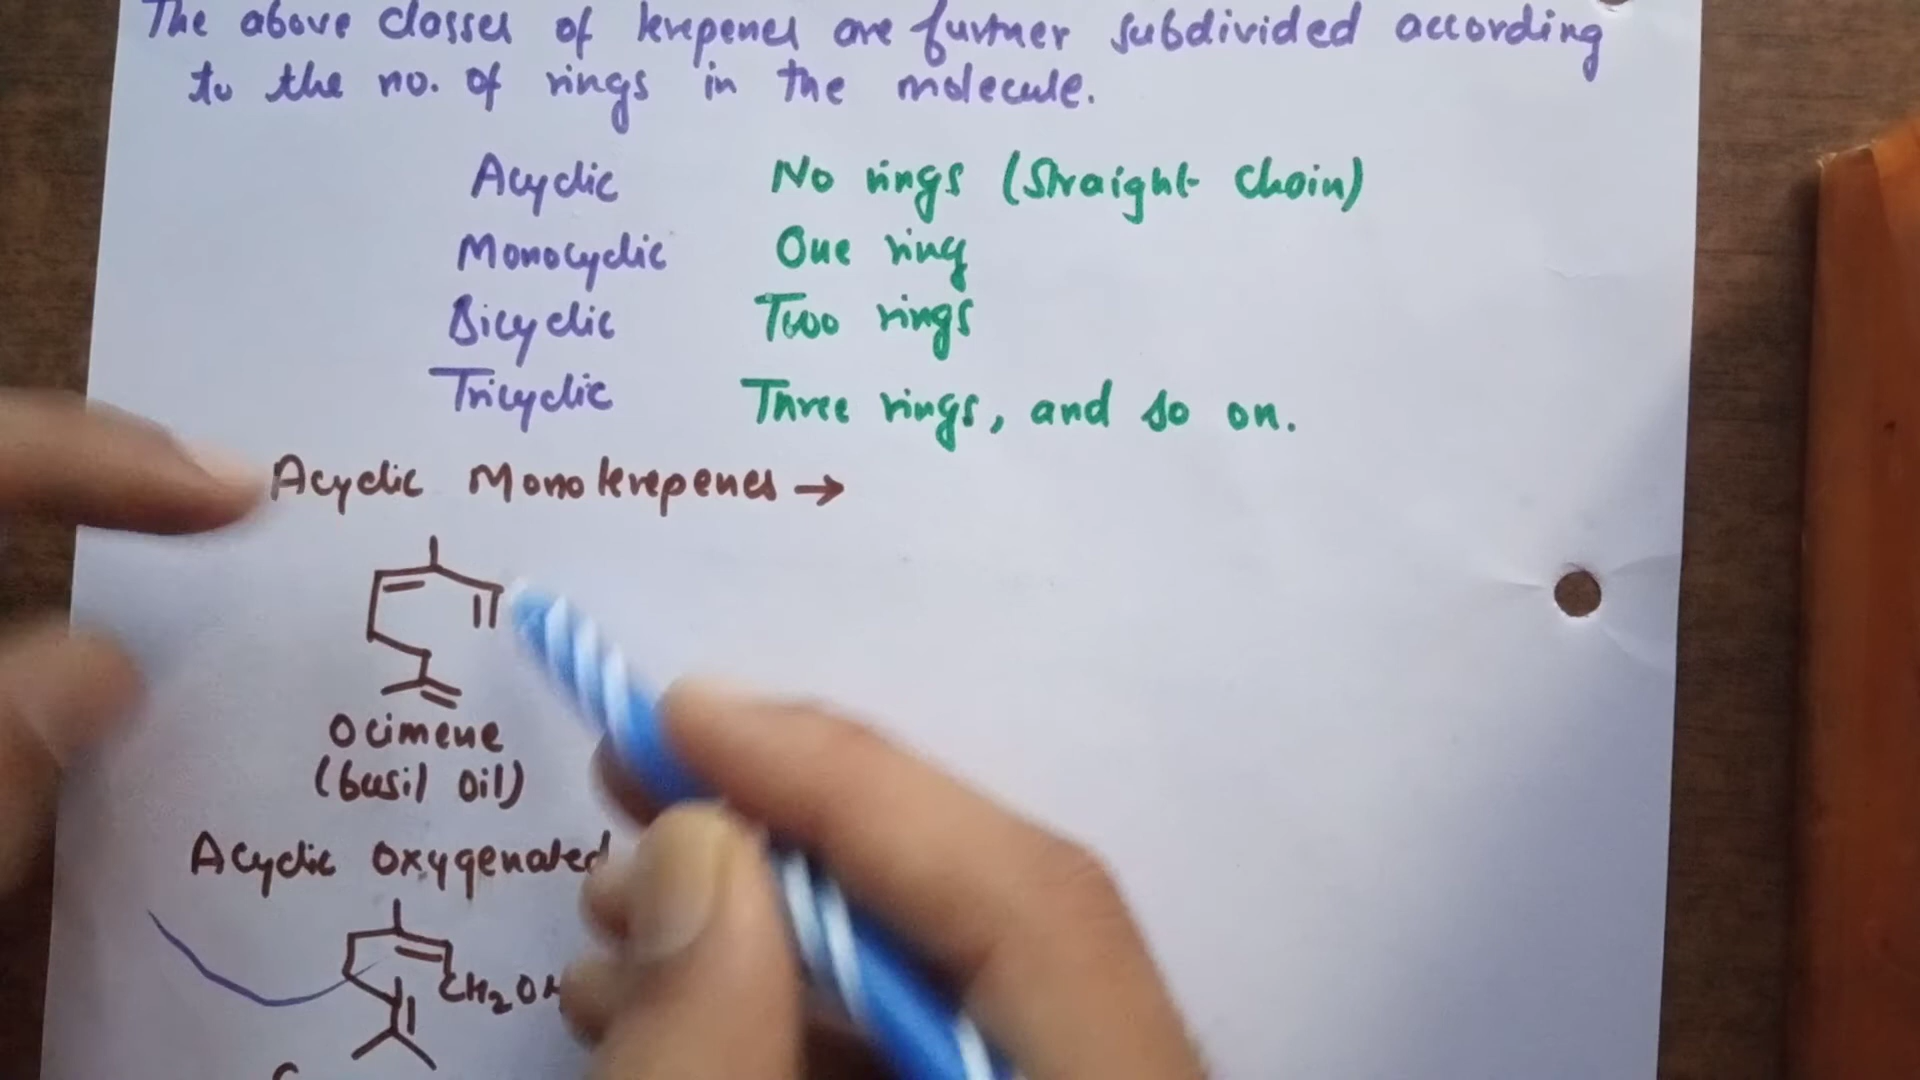 The above classes of terepenes are further subdivided according
to the no. of rings in the molecule.
Acyclic No rings (Straight Chain)
Monocyclic One ring
Bicyclic Two rings
Tricyclic Three rings, and so on.
Acyclic Monoterepenes →
Ocimene
(basil oil)
Acyclic Oxygenated
CH₂OH